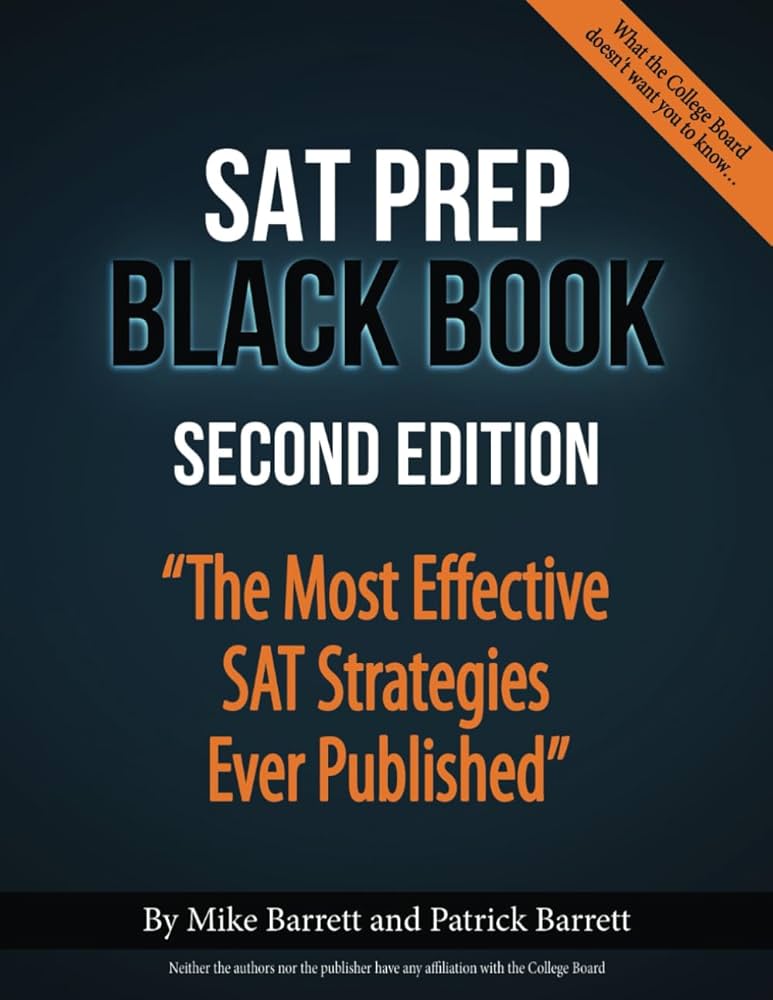 What the College Board
doesn't want you to know...
SAT PREP
BLACK BOOK
SECOND EDITION
“The Most Effective
SAT Strategies
Ever Published”
By Mike Barrett and Patrick Barrett
Neither the authors nor the publisher have any affiliation with the College Board